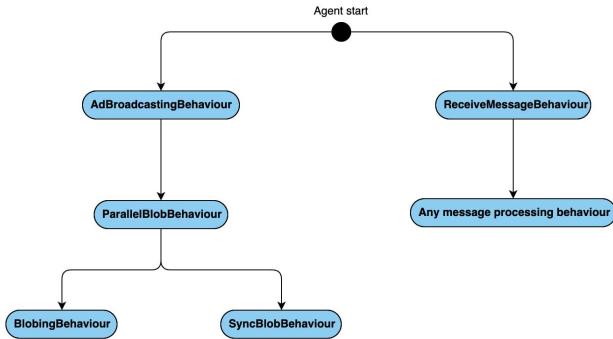 Agent start
AdBroadcastingBehaviour
ReceiveMessageBehaviour
ParallelBlobBehaviour
Any message processing behaviour
BlobingBehaviour
SyncBlobBehaviour